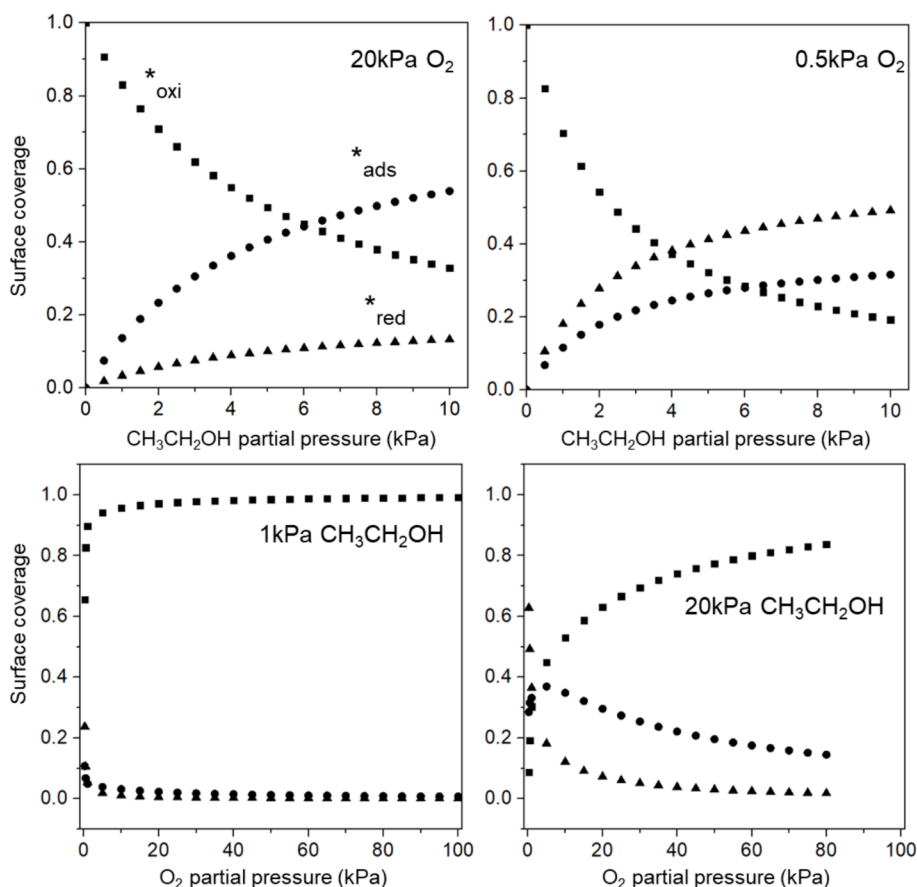 1.0
0.8
0.6
0.4
0.2
0.0
Surface coverage
20kPa O₂
*oxi
*ads
*red
0 2 4 6 8 10
CH₃CH₂OH partial pressure (kPa)
1.0
0.8
0.6
0.4
0.2
0.0
0.5kPa O₂
0 2 4 6 8 10
CH₃CH₂OH partial pressure (kPa)
1.0
0.8
0.6
0.4
0.2
0.0
Surface coverage
1kPa CH₃CH₂OH
0 20 40 60 80 100
O₂ partial pressure (kPa)
1.0
0.8
0.6
0.4
0.2
0.0
20kPa CH₃CH₂OH
0 20 40 60 80 100
O₂ partial pressure (kPa)